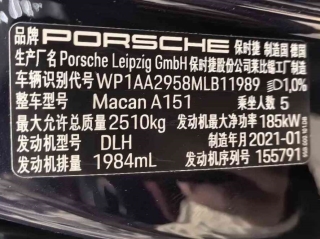 品牌 PORSCHE 保时捷 制造国 德国
生产厂名 Porsche Leipzig GmbH 保时捷股份公司莱比锡工厂制造
车辆识别代号 WP1AA2958MLB11989 1,0%
整车型号 Macan A151 乘坐人数 5
最大允许总质量 2510kg 发动机最大净功率 185kW
发动机型号 DLH 制造年月 2021-01
发动机排量 1984mL 发动机序列号 155791